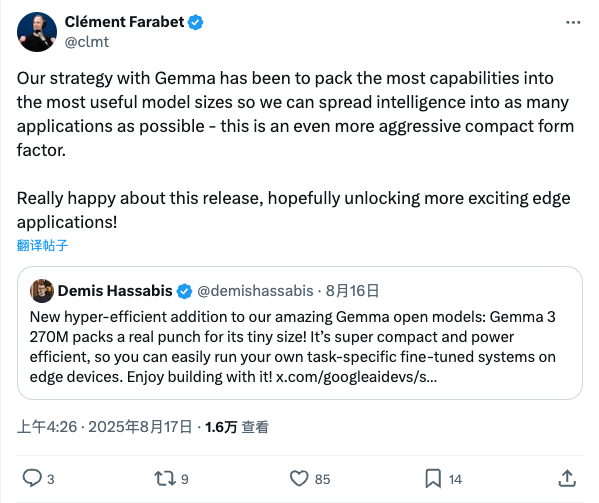 Clément Farabet
@clmt
Our strategy with Gemma has been to pack the most capabilities into
the most useful model sizes so we can spread intelligence into as many
applications as possible - this is an even more aggressive compact form
factor.
Really happy about this release, hopefully unlocking more exciting edge
applications!
翻译帖子
Demis Hassabis @demishassabis · 8月16日
New hyper-efficient addition to our amazing Gemma open models: Gemma 3
270M packs a real punch for its tiny size! It’s super compact and power
efficient, so you can easily run your own task-specific fine-tuned systems on
edge devices. Enjoy building with it! x.com/googleaidevs/s…
上午4:26 · 2025年8月17日 · 1.6万 查看
3 9 85 14